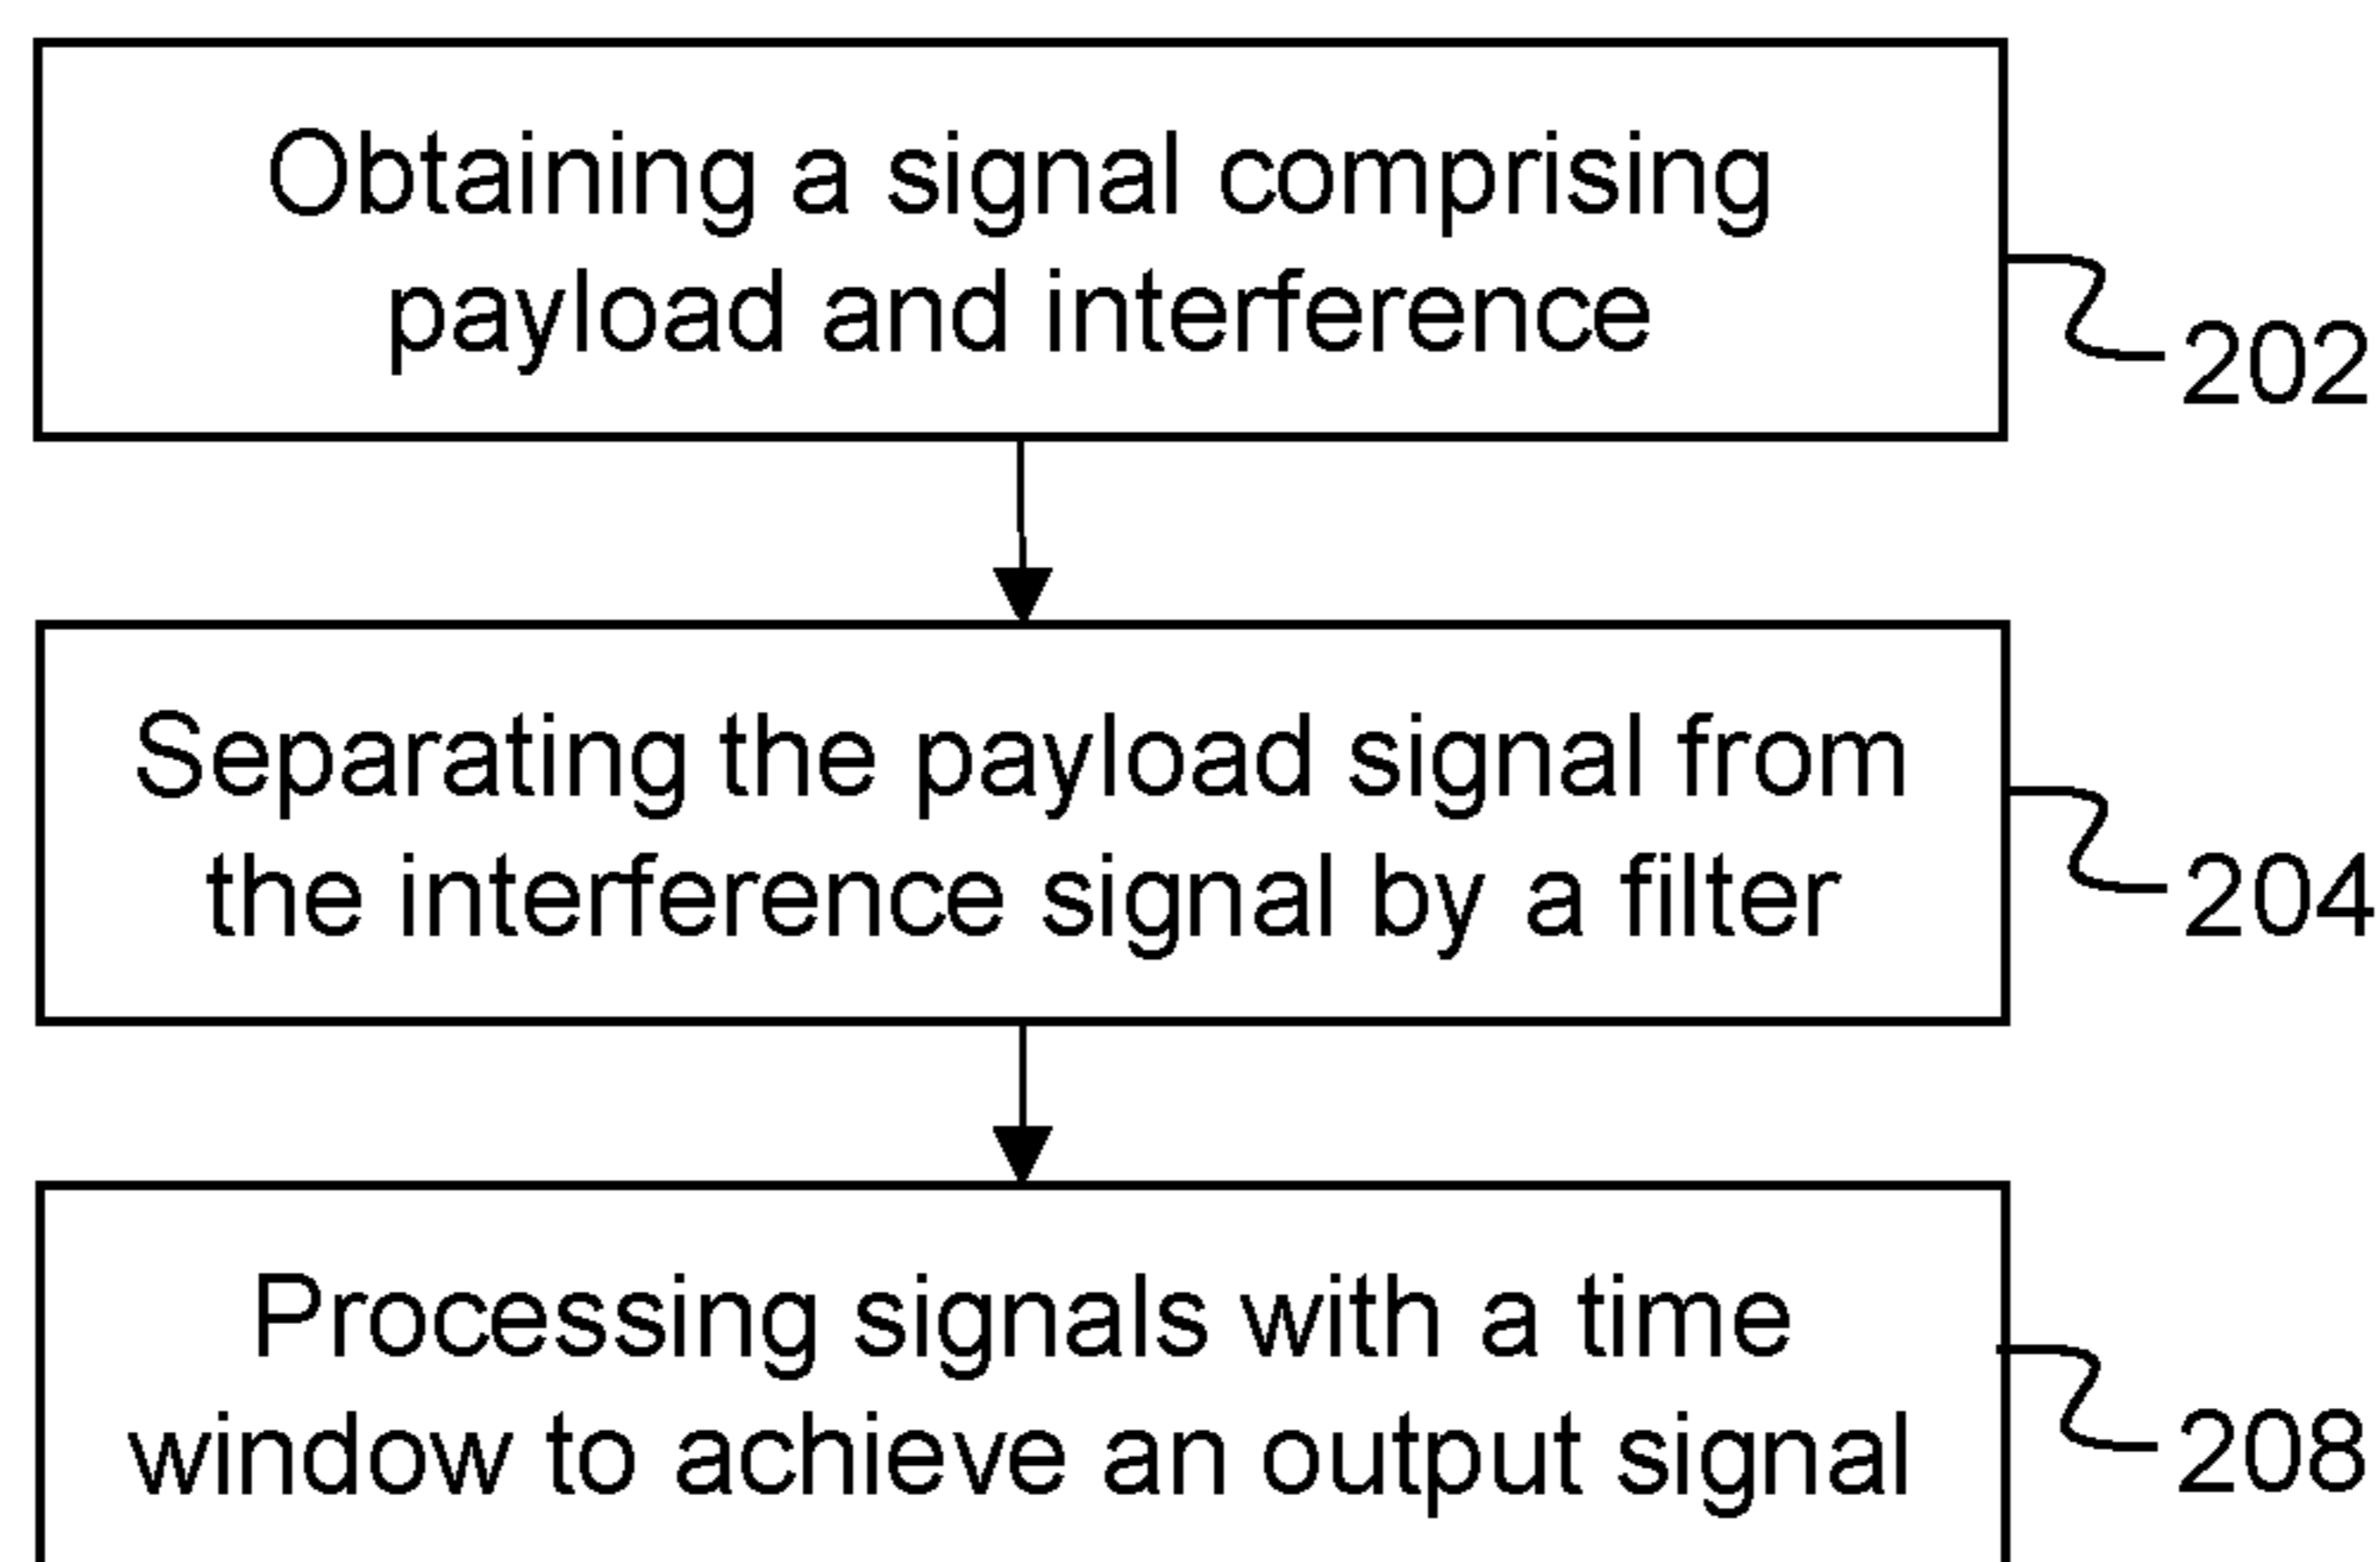 Obtaining a signal comprising
payload and interference
202
Separating the payload signal from
the interference signal by a filter
204
Processing signals with a time
window to achieve an output signal
208